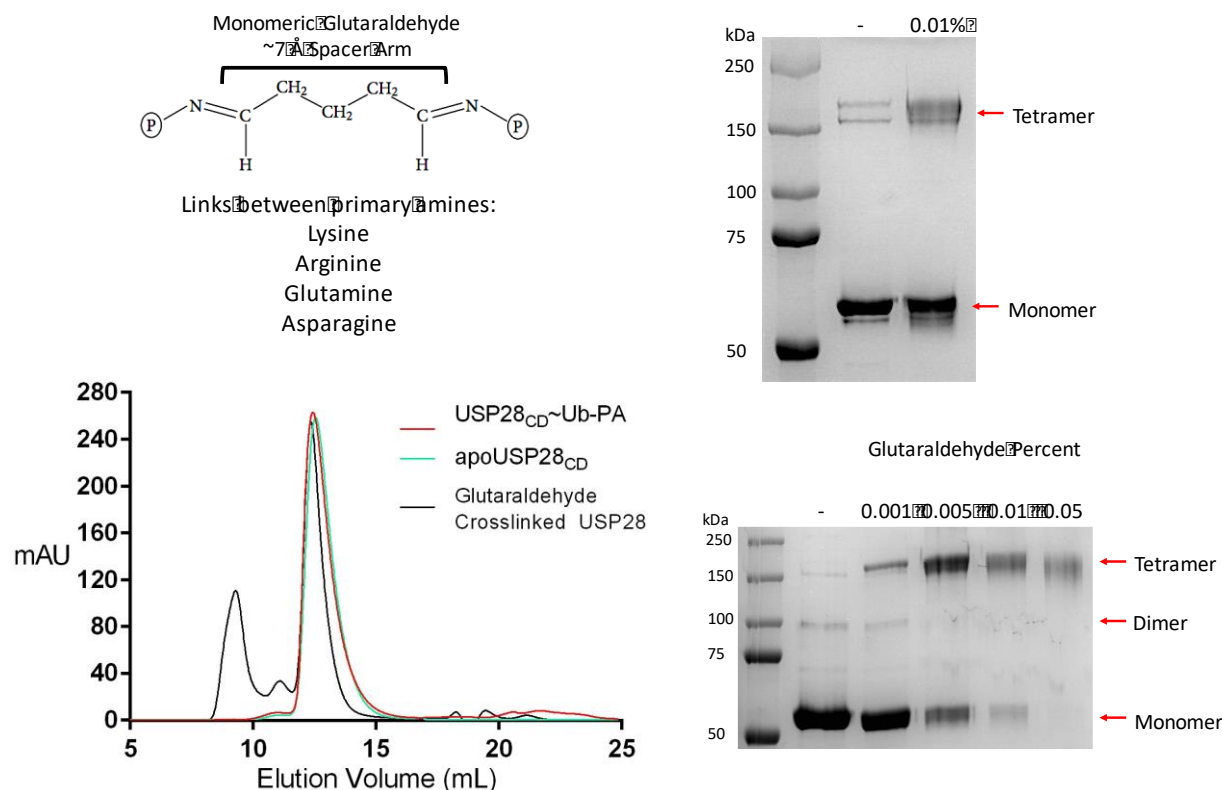 Monomeric Glutaraldehyde
~7 Å Spacer Arm
CH2
CH2
CH2
P
N
C
C
N
P
H
H
Links between primary amines:
Lysine
Arginine
Glutamine
Asparagine
- 0.01%
kDa
250
150
100
75
50
Tetramer
Monomer
280
240
200
160
120
80
40
0
mAU
5 10 15 20 25
Elution Volume (mL)
USP28CD~Ub-PA
apoUSP28CD
Glutaraldehyde
Crosslinked USP28
Glutaraldehyde Percent
- 0.001 0.005 0.01 0.05
kDa
250
150
100
75
50
Tetramer
Dimer
Monomer